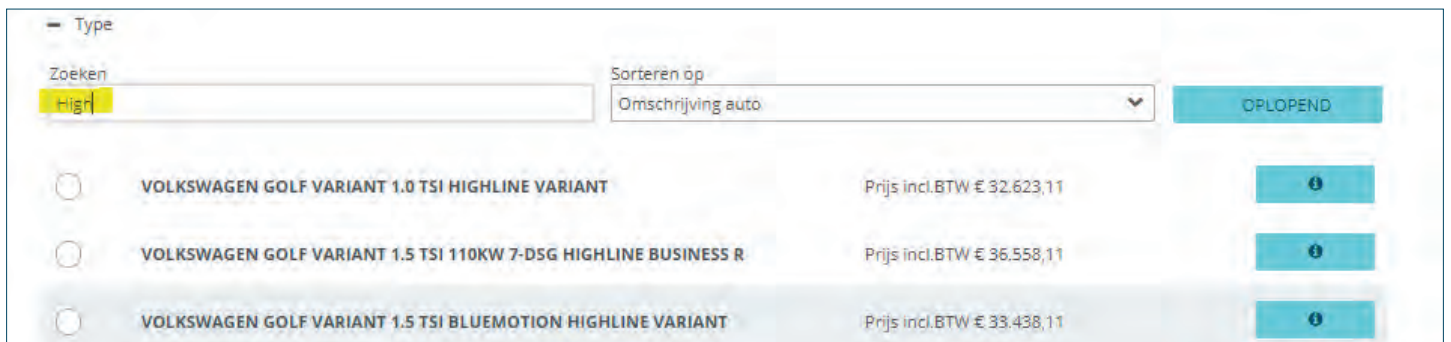 − Type
Zoeken
Sorteren op
High
Omschrijving auto
OPLOPEND
VOLKSWAGEN GOLF VARIANT 1.0 TSI HIGHLINE VARIANT Prijs incl.BTW € 32.623,11
VOLKSWAGEN GOLF VARIANT 1.5 TSI 110KW 7-DSG HIGHLINE BUSINESS R Prijs incl.BTW € 36.558,11
VOLKSWAGEN GOLF VARIANT 1.5 TSI BLUEMOTION HIGHLINE VARIANT Prijs incl.BTW € 33.438,11